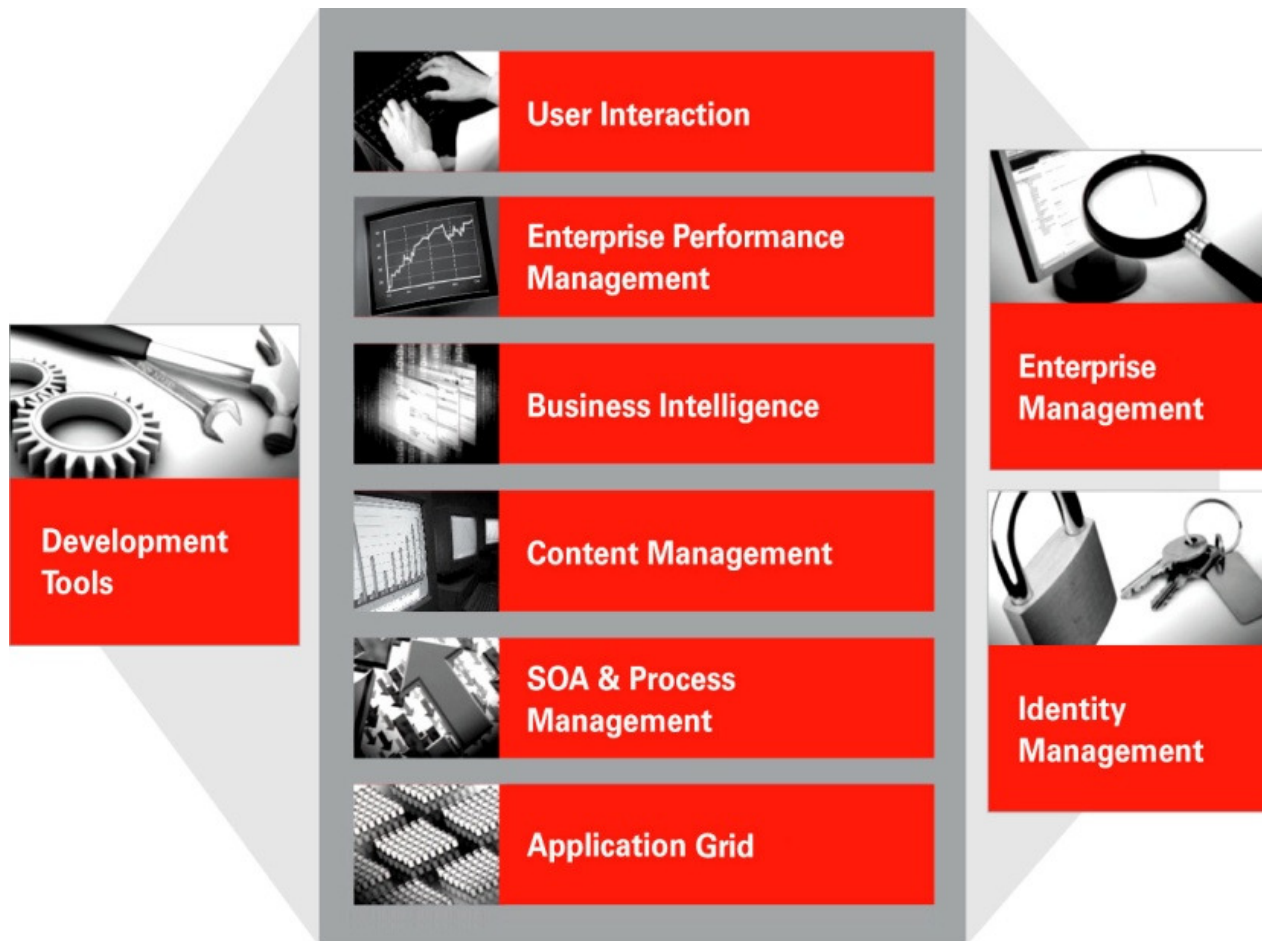 User Interaction
Enterprise Performance
Management
Business Intelligence
Content Management
SOA & Process
Management
Application Grid
Development
Tools
Enterprise
Management
Identity
Management